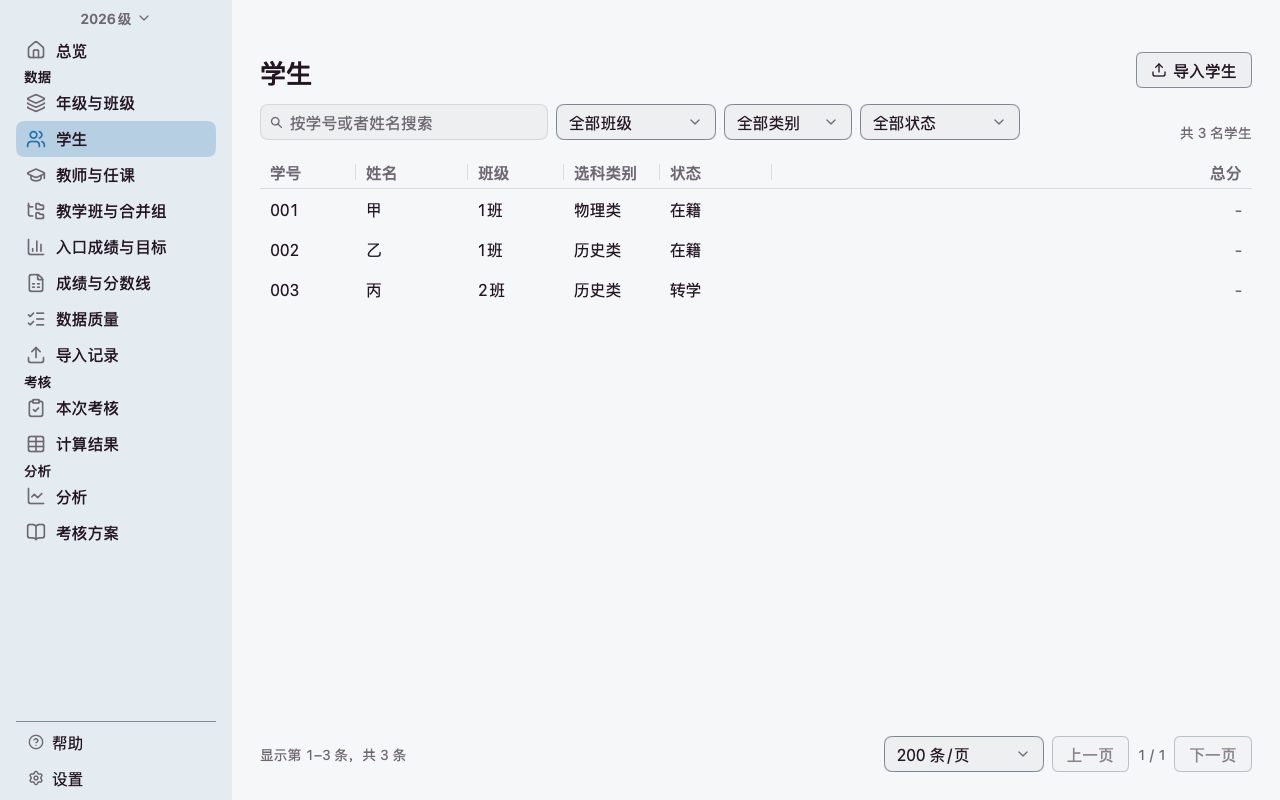 2026级
总览
数据
年级与班级
学生
教师与任课
教学班与合并组
入口成绩与目标
成绩与分数线
数据质量
导入记录
考核
本次考核
计算结果
分析
分析
考核方案
帮助
设置
学生
导入学生
按学号或者姓名搜索 全部班级 全部类别 全部状态
共 3 名学生
学号 姓名 班级 选科类别 状态 总分
001 甲 1班 物理类 在籍 -
002 乙 1班 历史类 在籍 -
003 丙 2班 历史类 转学 -
显示第 1–3 条，共 3 条 200 条/页 上一页 1 / 1 下一页